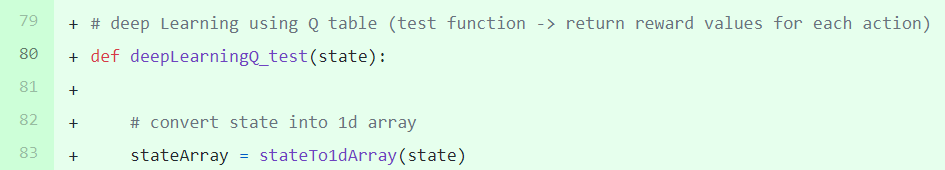 79 + # deep Learning using Q table (test function -> return reward values for each action)
80 + def deepLearningQ_test(state):
81 +
82 +     # convert state into 1d array
83 +     stateArray = stateTo1dArray(state)